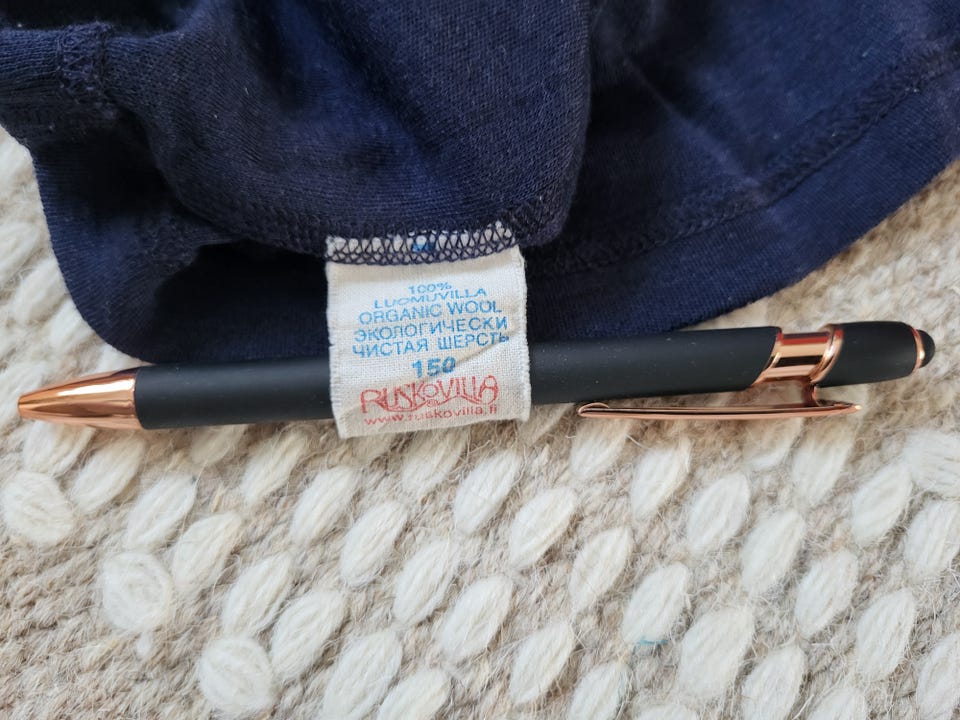 100%
LUOMUVILLA
ORGANIC WOOL
ЭКОЛОГИЧЕСКИ
ЧИСТАЯ ШЕРСТЬ
150
RUSKOVILLA
www.ruskovilla.fi